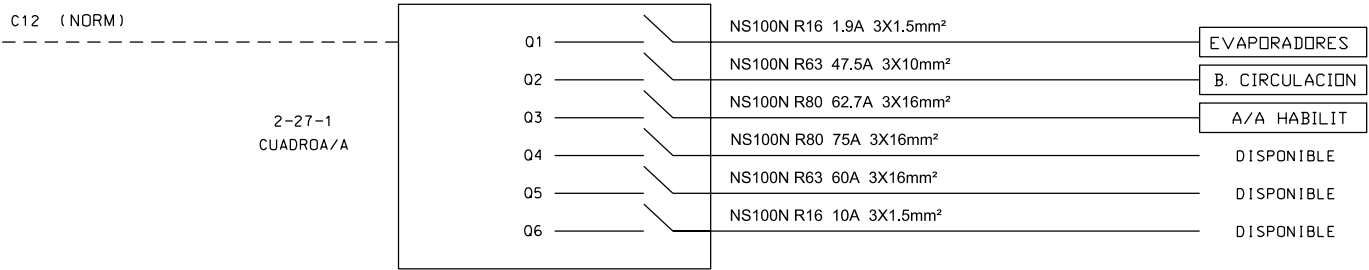 C12 (NORM)
2-27-1
CUADROA/A
Q1 NS100N R16 1.9A 3X1.5mm² EVAPORADORES
Q2 NS100N R63 47.5A 3X10mm² B. CIRCULACION
Q3 NS100N R80 62.7A 3X16mm² A/A HABILIT
Q4 NS100N R80 75A 3X16mm² DISPONIBLE
Q5 NS100N R63 60A 3X16mm² DISPONIBLE
Q6 NS100N R16 10A 3X1.5mm² DISPONIBLE